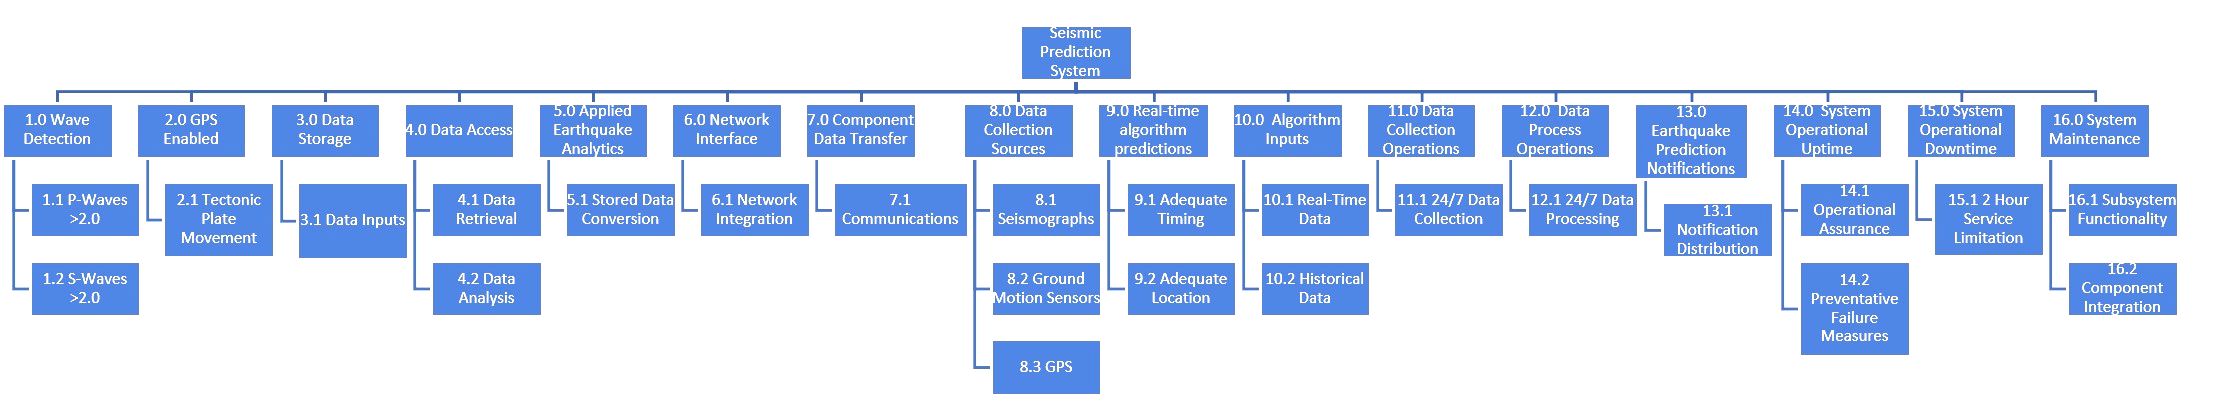 Seismic
Prediction
System
1.0 Wave
Detection
1.1 P-Waves
>2.0
1.2 S-Waves
>2.0
2.0 GPS
Enabled
2.1 Tectonic
Plate
Movement
3.0 Data
Storage
3.1 Data Inputs
4.0 Data Access
4.1 Data
Retrieval
4.2 Data
Analysis
5.0 Applied
Earthquake
Analytics
5.1 Stored Data
Conversion
6.0 Network
Interface
6.1 Network
Integration
7.0 Component
Data Transfer
7.1
Communications
8.0 Data
Collection
Sources
8.1
Seismographs
8.2 Ground
Motion Sensors
8.3 GPS
9.0 Real-time
algorithm
predictions
9.1 Adequate
Timing
9.2 Adequate
Location
10.0 Algorithm
Inputs
10.1 Real-Time
Data
10.2 Historical
Data
11.0 Data
Collection
Operations
11.1 24/7 Data
Collection
12.0 Data
Process
Operations
12.1 24/7 Data
Processing
13.0
Earthquake
Prediction
Notifications
13.1
Notification
Distribution
14.0 System
Operational
Uptime
14.1
Operational
Assurance
14.2
Preventative
Failure
Measures
15.0 System
Operational
Downtime
15.1 2 Hour
Service
Limitation
16.0 System
Maintenance
16.1 Subsystem
Functionality
16.2
Component
Integration